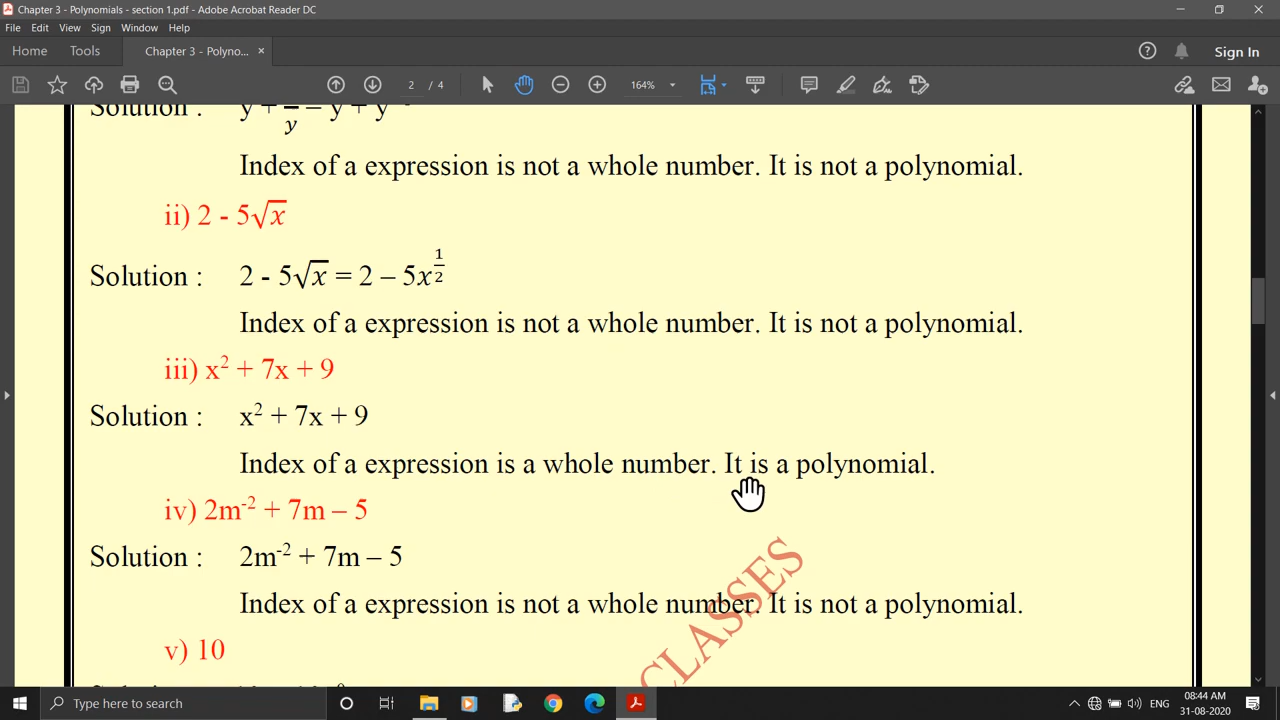 Chapter 3 - Polynomials - section 1.pdf - Adobe Acrobat Reader DC
File Edit View Sign Window Help
Home Tools Chapter 3 - Polyno... × Sign In
2 / 4 164%
Solution : y + 1/y = y + y⁻¹
Index of a expression is not a whole number. It is not a polynomial.
ii) 2 - 5√x
Solution : 2 - 5√x = 2 – 5x^(1/2)
Index of a expression is not a whole number. It is not a polynomial.
iii) x² + 7x + 9
Solution : x² + 7x + 9
Index of a expression is a whole number. It is a polynomial.
iv) 2m⁻² + 7m – 5
Solution : 2m⁻² + 7m – 5
Index of a expression is not a whole number. It is not a polynomial.
CLASSES
v) 10
Type here to search
ENG
08:44 AM
31-08-2020